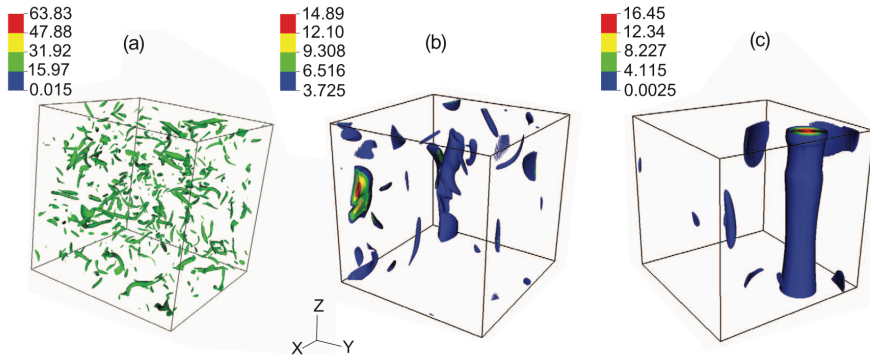 63.83
47.88
31.92
15.97
0.015
(a)
14.89
12.10
9.308
6.516
3.725
(b)
16.45
12.34
8.227
4.115
0.0025
(c)
Z
X
Y